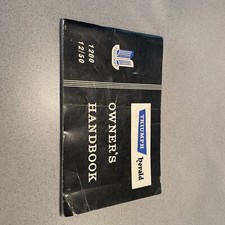 TRIUMPH
herald
OWNER'S
HANDBOOK
1200
12/50